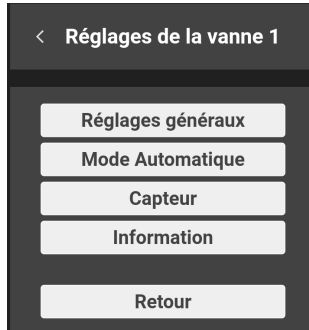 Réglages de la vanne 1
Réglages généraux
Mode Automatique
Capteur
Information
Retour